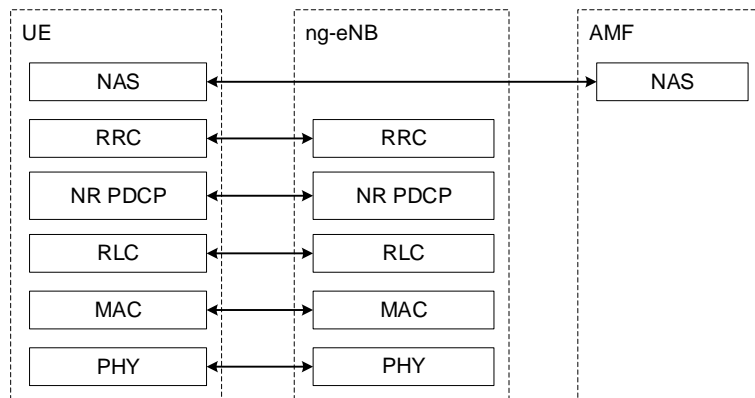 UE
ng-eNB
AMF
NAS
NAS
RRC
RRC
NR PDCP
NR PDCP
RLC
RLC
MAC
MAC
PHY
PHY